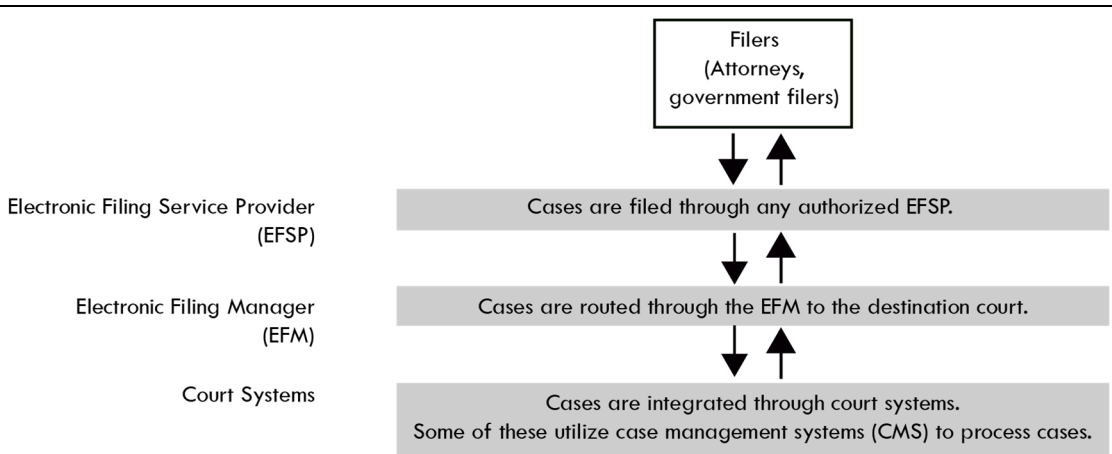 Filers
(Attorneys,
government filers)
Electronic Filing Service Provider
(EFSP)
Cases are filed through any authorized EFSP.
Electronic Filing Manager
(EFM)
Cases are routed through the EFM to the destination court.
Court Systems
Cases are integrated through court systems.
Some of these utilize case management systems (CMS) to process cases.